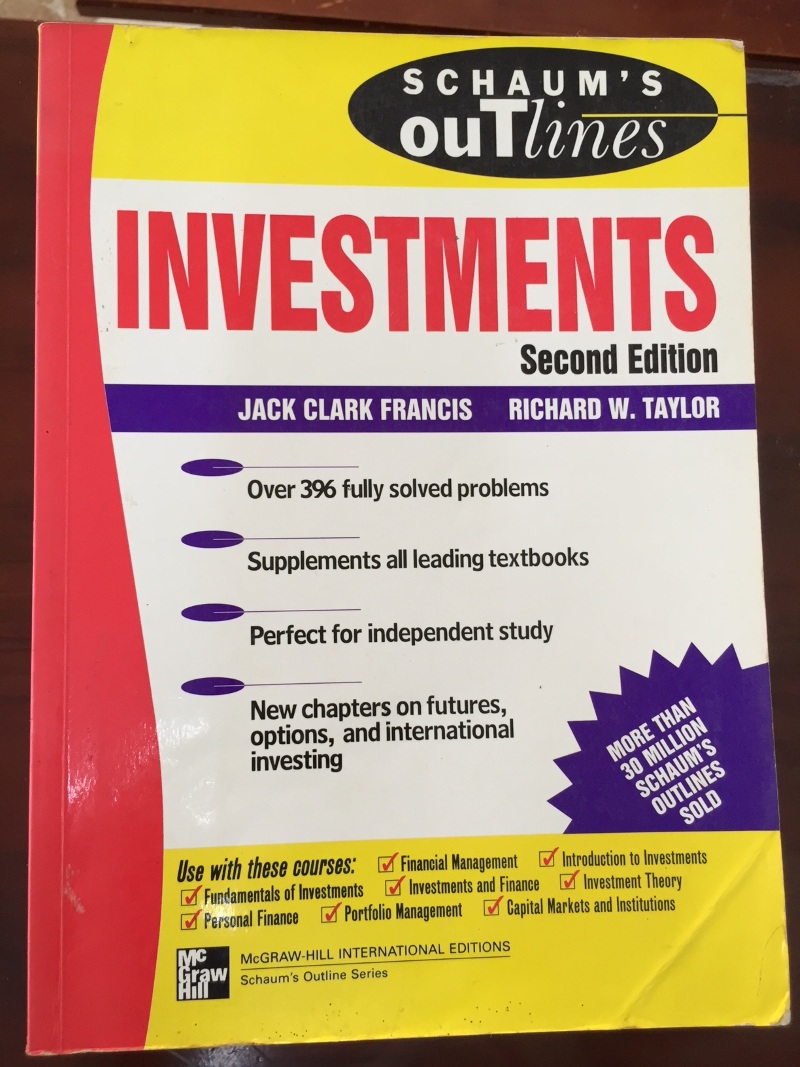 SCHAUM'S
ouTlines
INVESTMENTS
Second Edition
JACK CLARK FRANCIS RICHARD W. TAYLOR
Over 396 fully solved problems
Supplements all leading textbooks
Perfect for independent study
New chapters on futures,
options, and international
investing
MORE THAN
30 MILLION
SCHAUM'S
OUTLINES
SOLD
Use with these courses: Financial Management Introduction to Investments
Fundamentals of Investments Investments and Finance Investment Theory
Personal Finance Portfolio Management Capital Markets and Institutions
Mc
Graw
Hill
McGRAW-HILL INTERNATIONAL EDITIONS
Schaum's Outline Series